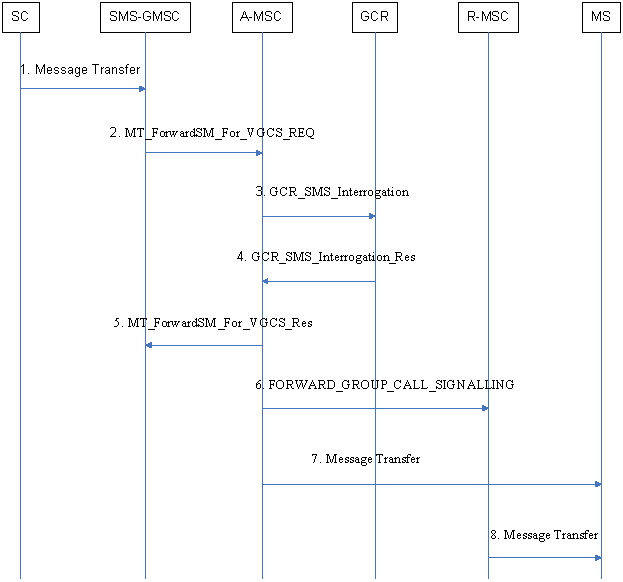 SC SMS-GMSC A-MSC GCR R-MSC MS
1. Message Transfer
2. MT_ForwardSM_For_VGCS_REQ
3. GCR_SMS_Interrogation
4. GCR_SMS_Interrogation_Res
5. MT_ForwardSM_For_VGCS_Res
6. FORWARD_GROUP_CALL_SIGNALLING
7. Message Transfer
8. Message Transfer